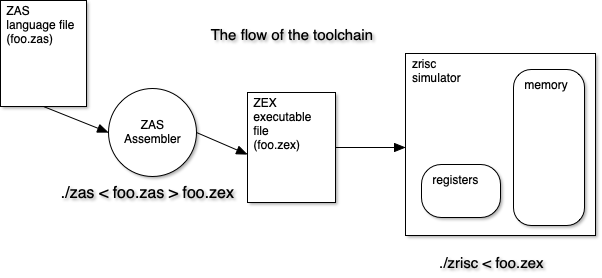 ZAS
language file
(foo.zas)
The flow of the toolchain
ZAS
Assembler
./zas < foo.zas > foo.zex
ZEX
executable
file
(foo.zex)
zrisc
simulator
memory
registers
./zrisc < foo.zex